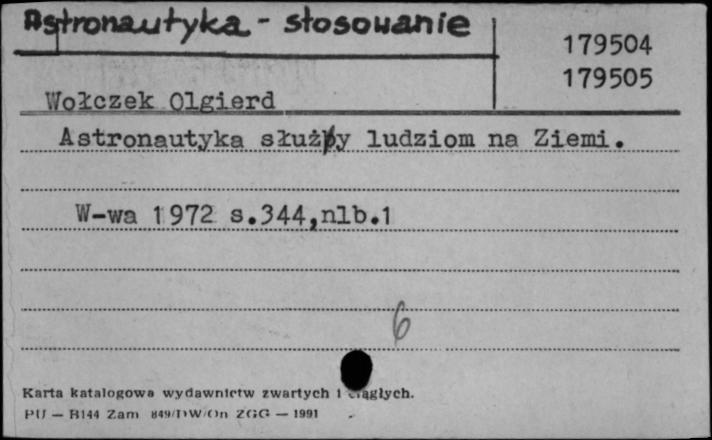 Astronautyka - stosowanie
179504
179505
Wołczek Olgierd
Astronautyka służy ludziom na Ziemi.
W-wa 1972 s.344,nlb.1
6
Karta katalogowa wydawnictw zwartych i ciągłych.
PU — B144 Zam 849/DW/On ZGG — 1991